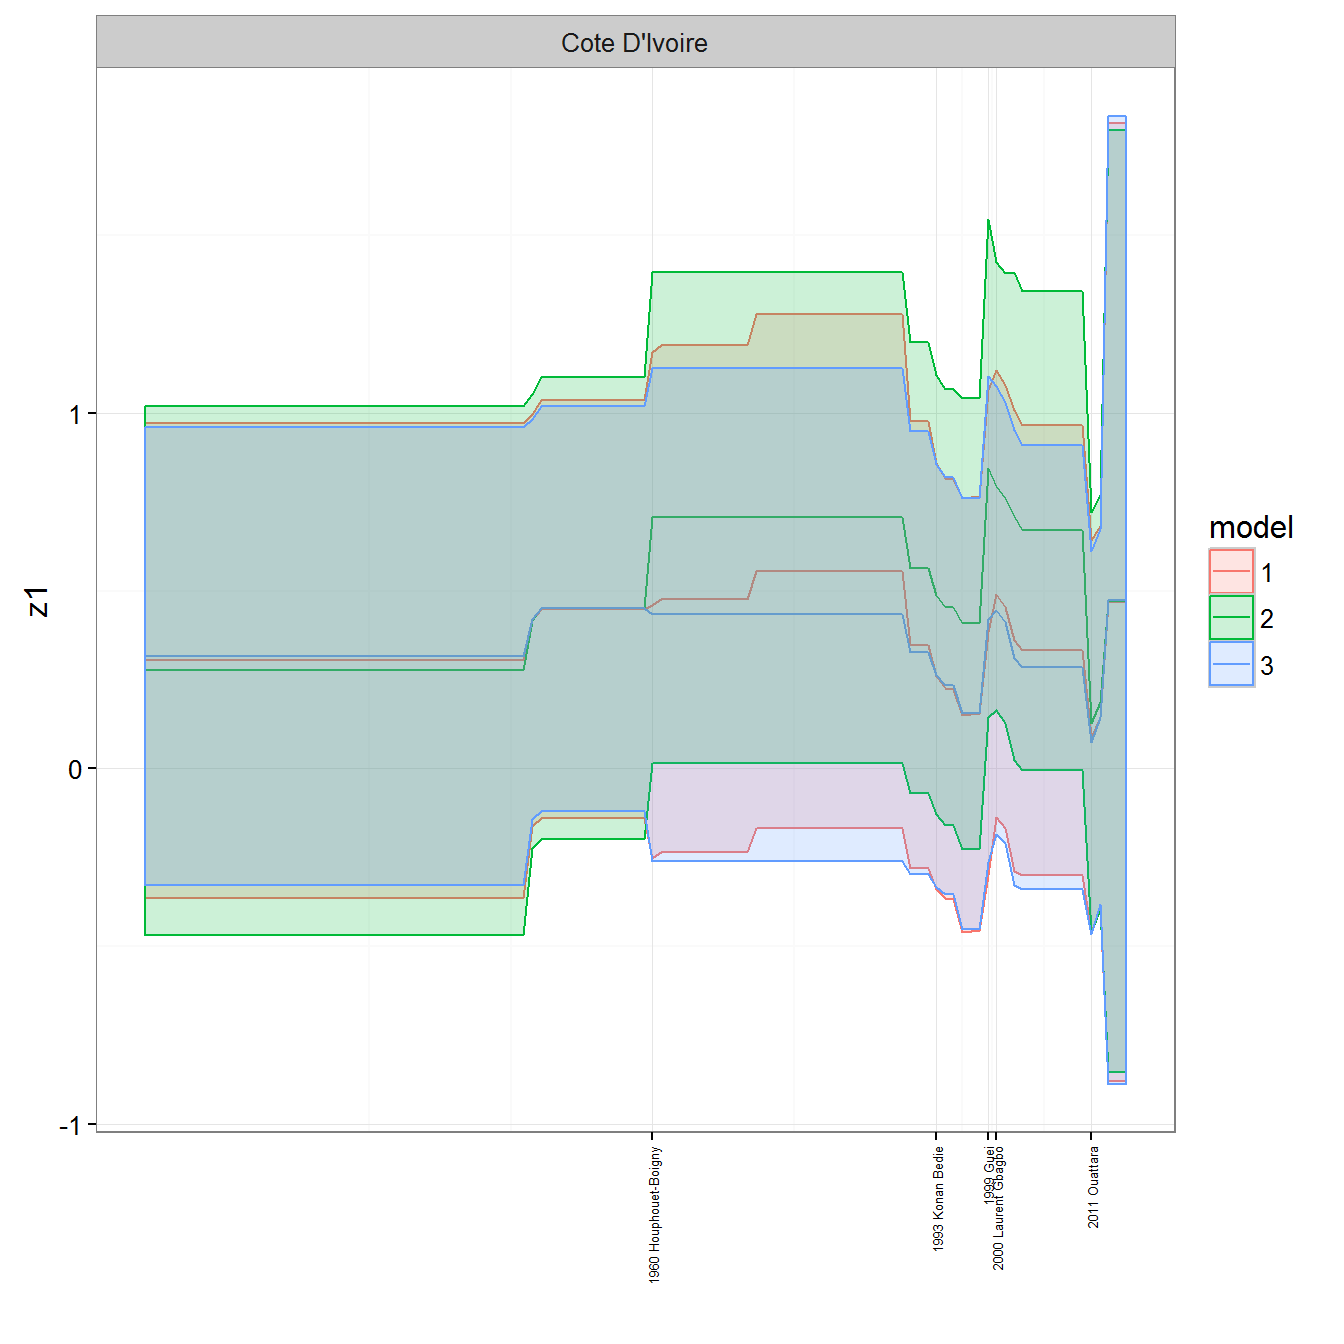 Cote D'Ivoire
z1
1
0
-1
1960 Houphouet-Boigny
1993 Konan Bedie
1999 Guei
2000 Laurent Gbagbo
2011 Ouattara
model
1
2
3